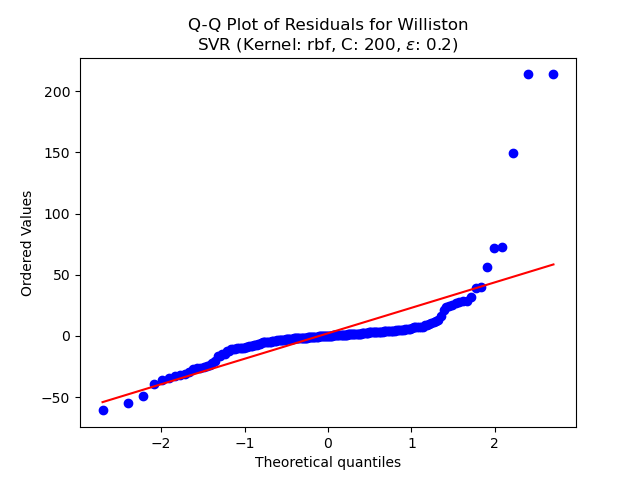 Q-Q Plot of Residuals for Williston
SVR (Kernel: rbf, C: 200, ε: 0.2)
Ordered Values
200
150
100
50
0
−50
−2
−1
0
1
2
Theoretical quantiles